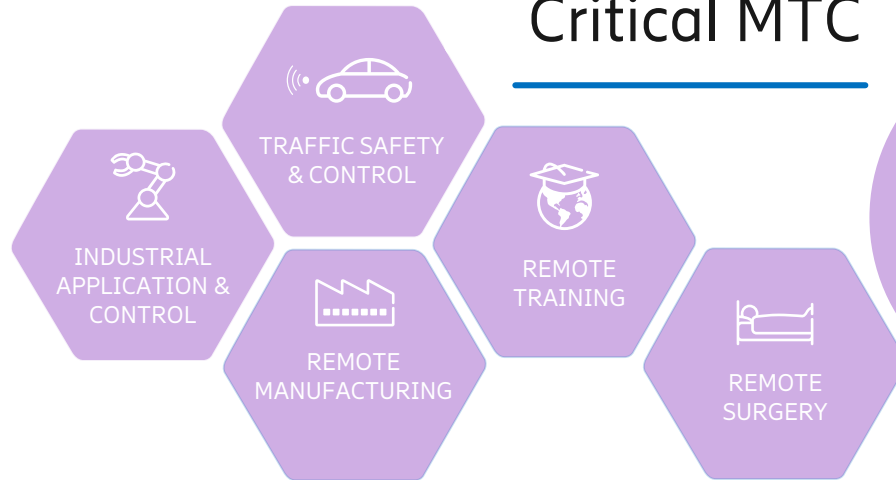 Critical MTC
TRAFFIC SAFETY
& CONTROL
INDUSTRIAL
APPLICATION &
CONTROL
REMOTE
TRAINING
REMOTE
MANUFACTURING
REMOTE
SURGERY